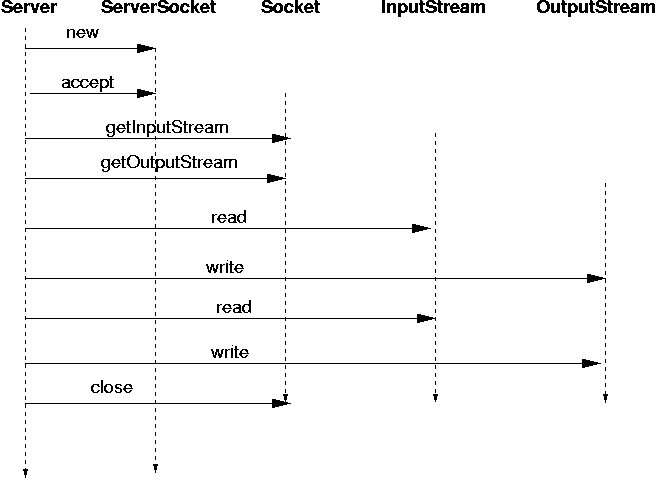 Server ServerSocket Socket InputStream OutputStream
new
accept
getInputStream
getOutputStream
read
write
read
write
close